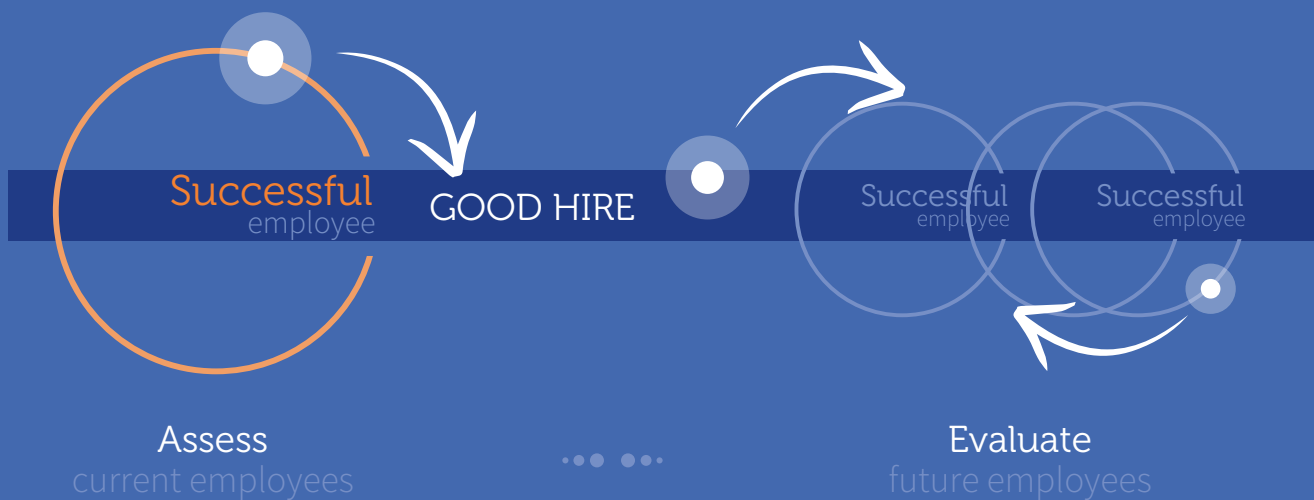 Successful
employee
GOOD HIRE
Successful
employee
Successful
employee
Assess
current employees
Evaluate
future employees